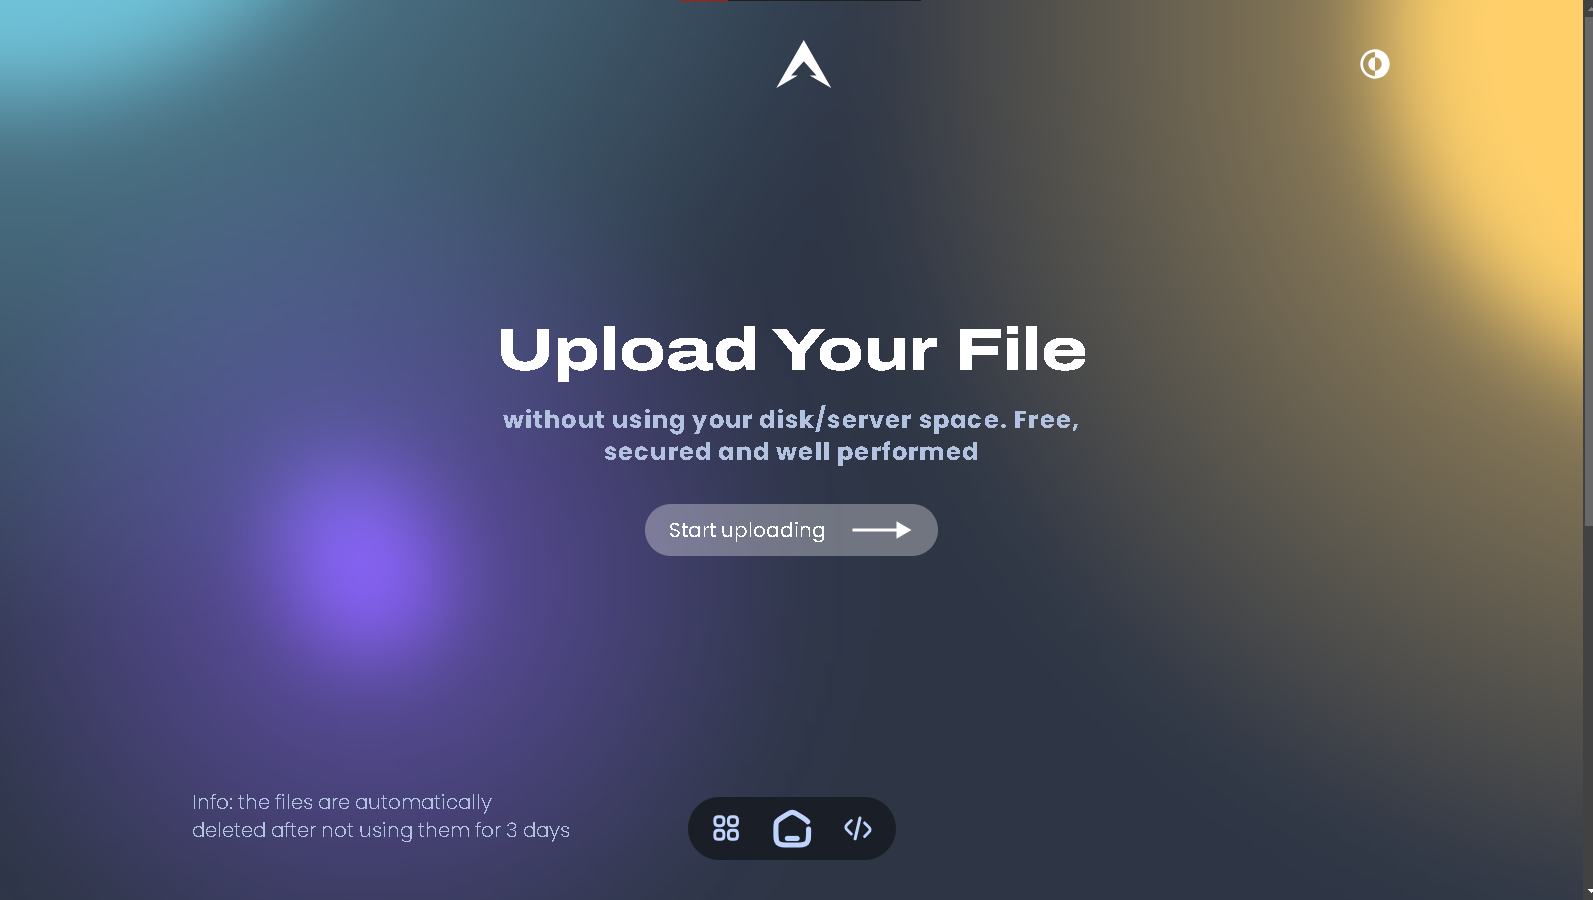 Upload Your File
without using your disk/server space. Free,
secured and well performed
Start uploading
Info: the files are automatically
deleted after not using them for 3 days